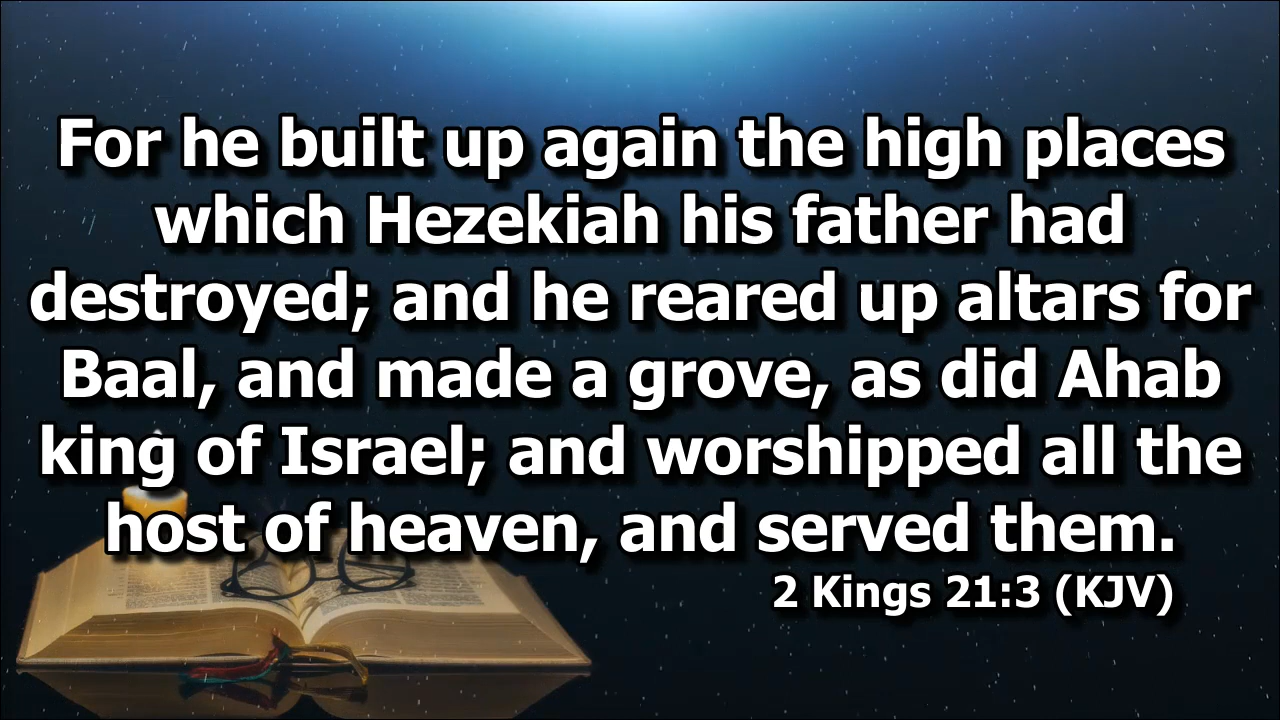 For he built up again the high places
which Hezekiah his father had
destroyed; and he reared up altars for
Baal, and made a grove, as did Ahab
king of Israel; and worshipped all the
host of heaven, and served them.
2 Kings 21:3 (KJV)